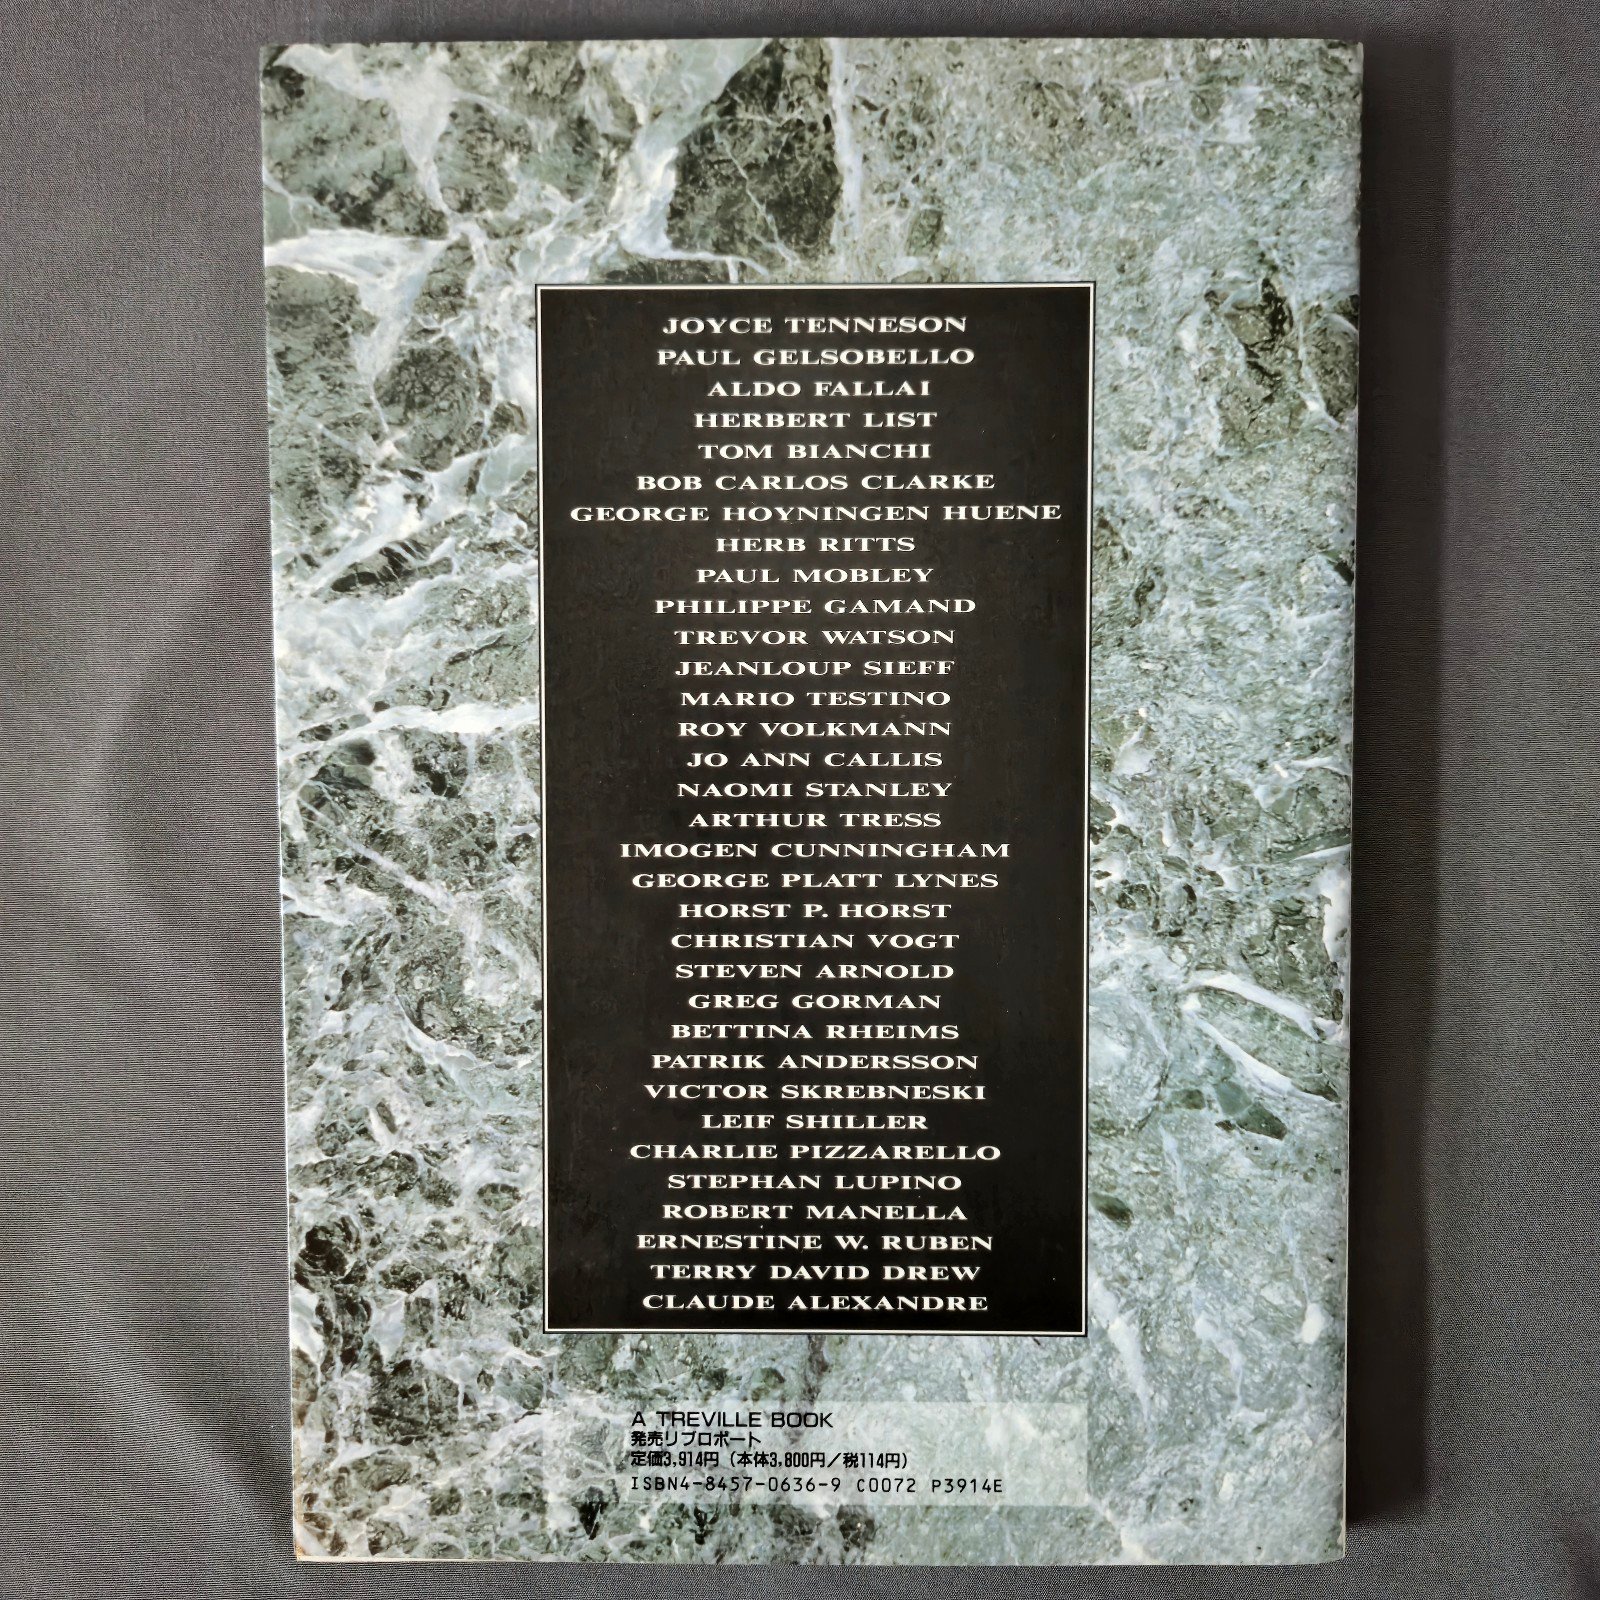 JOYCE TENNESON
PAUL GELSOBELLO
ALDO FALLAI
HERBERT LIST
TOM BIANCHI
BOB CARLOS CLARKE
GEORGE HOYNINGEN HUENE
HERB RITTS
PAUL MOBLEY
PHILIPPE GAMAND
TREVOR WATSON
JEANLOUP SIEFF
MARIO TESTINO
ROY VOLKMANN
JO ANN CALLIS
NAOMI STANLEY
ARTHUR TRESS
IMOGEN CUNNINGHAM
GEORGE PLATT LYNES
HORST P. HORST
CHRISTIAN VOGT
STEVEN ARNOLD
GREG GORMAN
BETTINA RHEIMS
PATRIK ANDERSSON
VICTOR SKREBNESKI
LEIF SHILLER
CHARLIE PIZZARELLO
STEPHAN LUPINO
ROBERT MANELLA
ERNESTINE W. RUBEN
TERRY DAVID DREW
CLAUDE ALEXANDRE
A TREVILLE BOOK
発売リブロポート
定価3,914円（本体3,800円／税114円）
ISBN4-8457-0636-9 C0072 P3914E